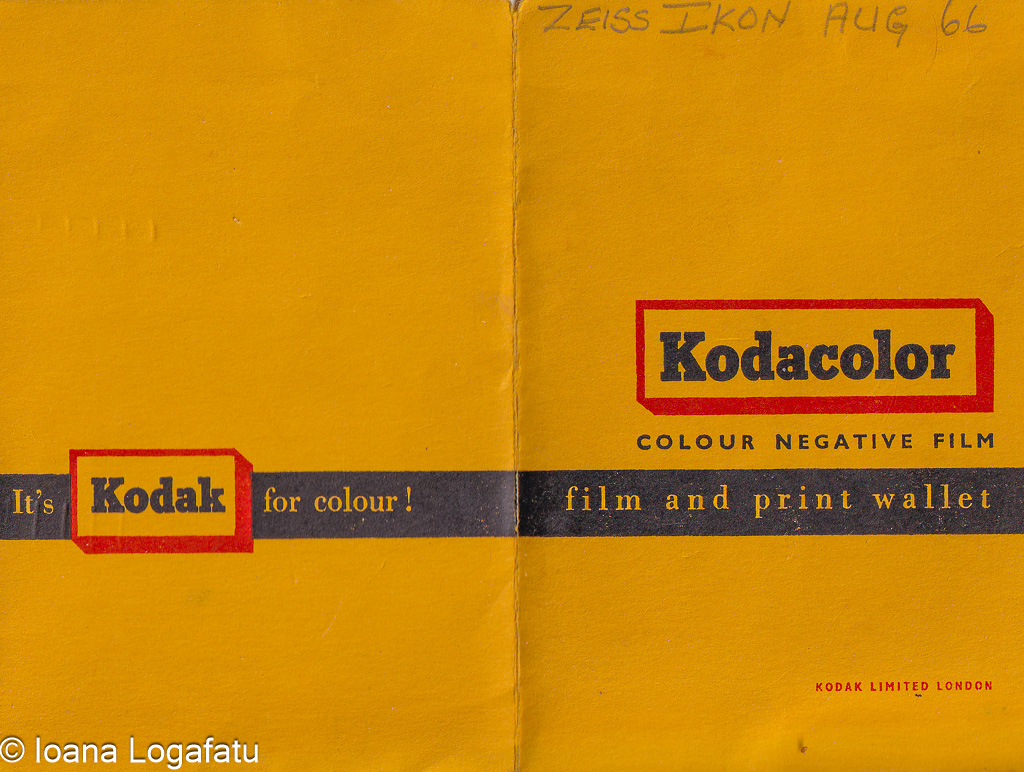 ZEISS IKON AUG 66
Kodacolor
COLOUR NEGATIVE FILM
It's Kodak for colour!
film and print wallet
KODAK LIMITED LONDON
© Ioana Logafatu